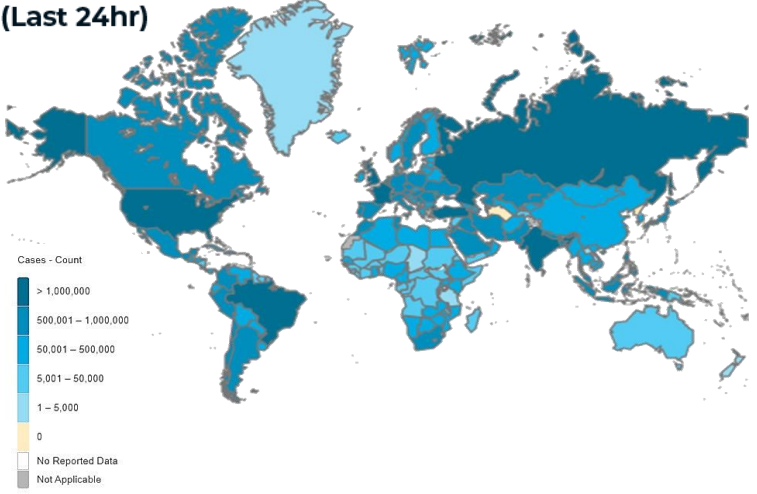 (Last 24hr)
Cases - Count
> 1,000,000
500,001 – 1,000,000
50,001 – 500,000
5,001 – 50,000
1 – 5,000
0
No Reported Data
Not Applicable